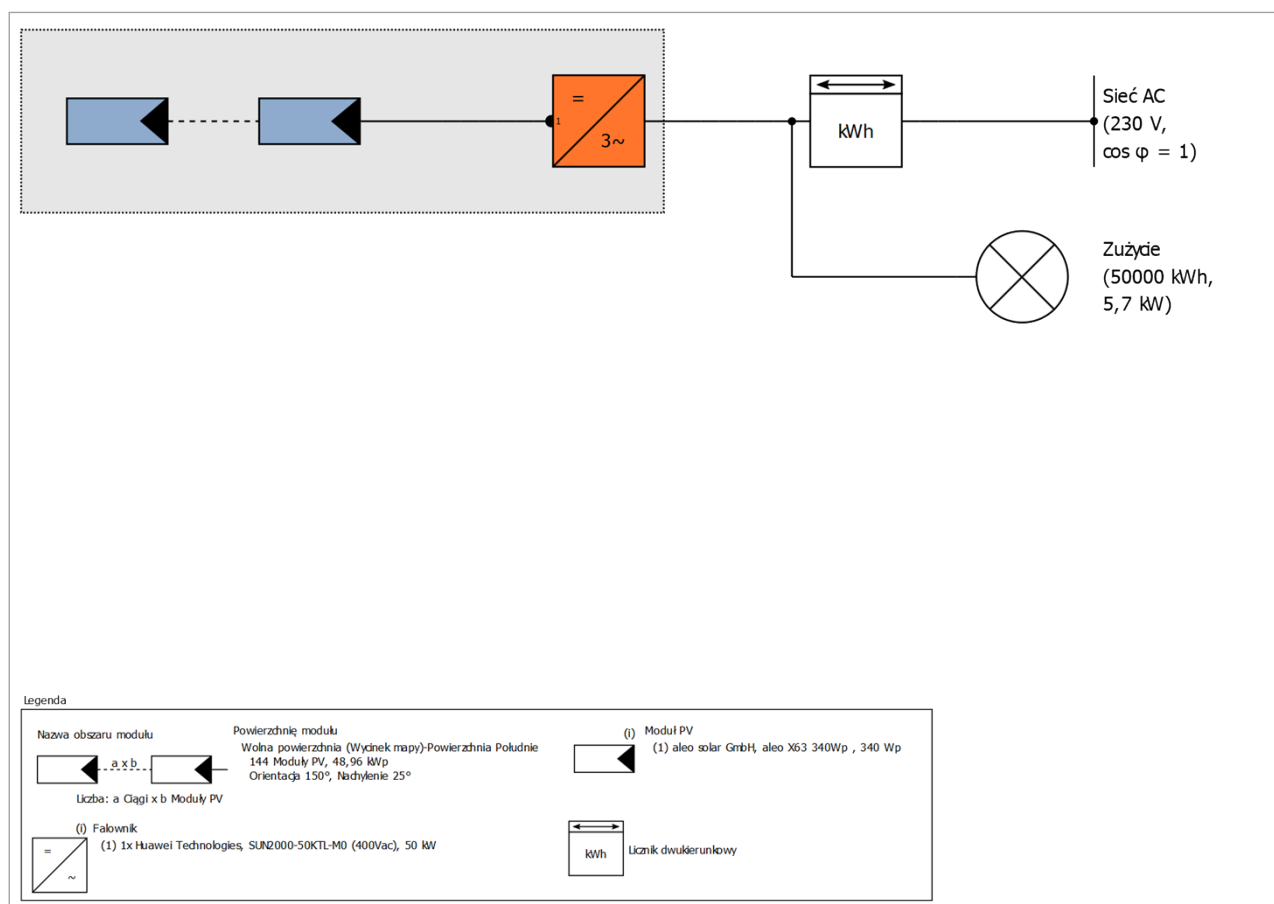 =
1
3~
kWh
Sieć AC
(230 V,
cos φ = 1)
Zużycie
(50000 kWh,
5,7 kW)
Legenda
Nazwa obszaru modułu
a x b
Liczba: a Ciągi x b Moduły PV
Powierzchnię modułu
Wolna powierzchnia (Wycinek mapy)-Powierzchnia Południe
144 Moduły PV, 48,96 kWp
Orientacja 150°, Nachylenie 25°
(i) Moduł PV
(1) aleo solar GmbH, aleo X63 340Wp , 340 Wp
(i) Falownik
(1) 1x Huawei Technologies, SUN2000-50KTL-M0 (400Vac), 50 kW
=
~
kWh
Licznik dwukierunkowy